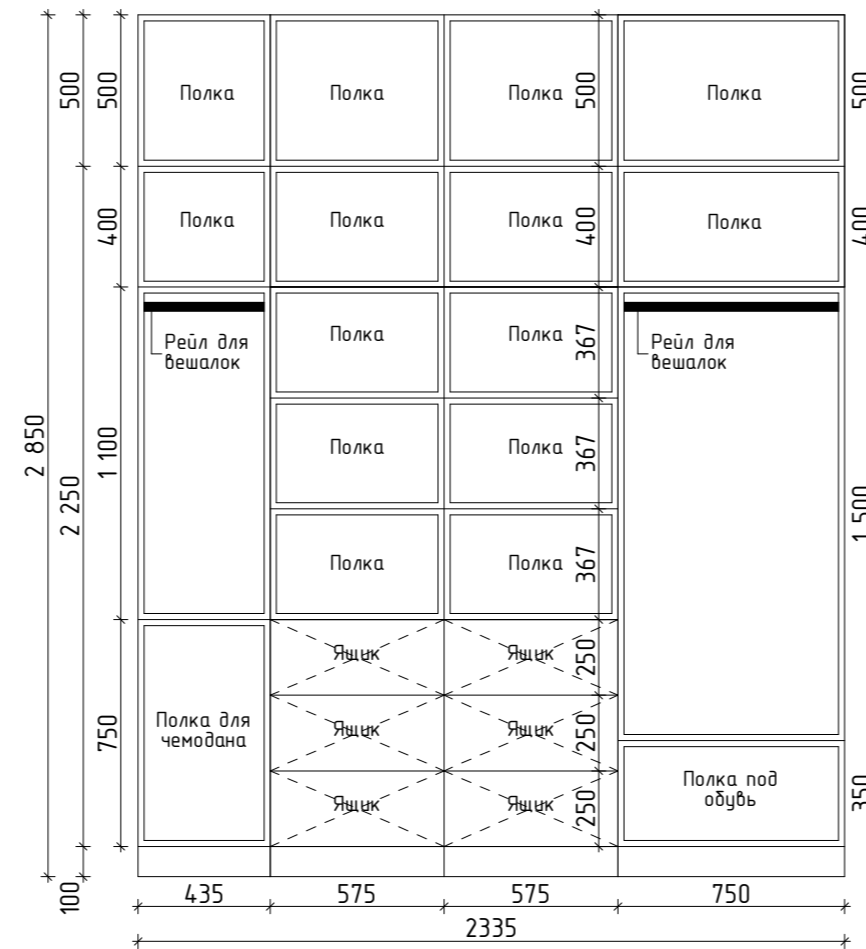 500
500
Полка
Полка
Полка
500
Полка
500
400
Полка
Полка
Полка
400
Полка
400
Рейл для
вешалок
Полка
Полка
367
Рейл для
вешалок
2 850
2 250
1 100
Полка
Полка
367
1 500
Полка
Полка
367
Ящик
Ящик
250
750
Полка для
чемодана
Ящик
Ящик
250
Полка под
обувь
350
Ящик
Ящик
250
100
435
575
575
750
2335